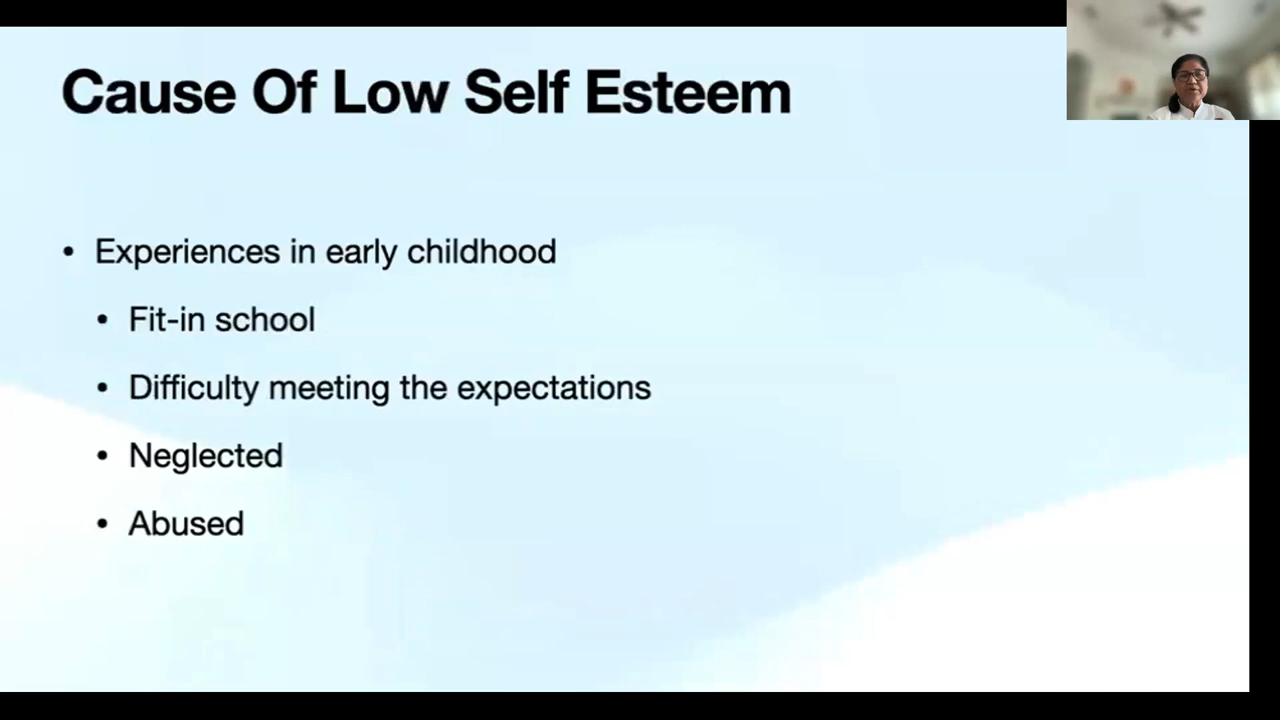 Cause Of Low Self Esteem
• Experiences in early childhood
• Fit-in school
• Difficulty meeting the expectations
• Neglected
• Abused